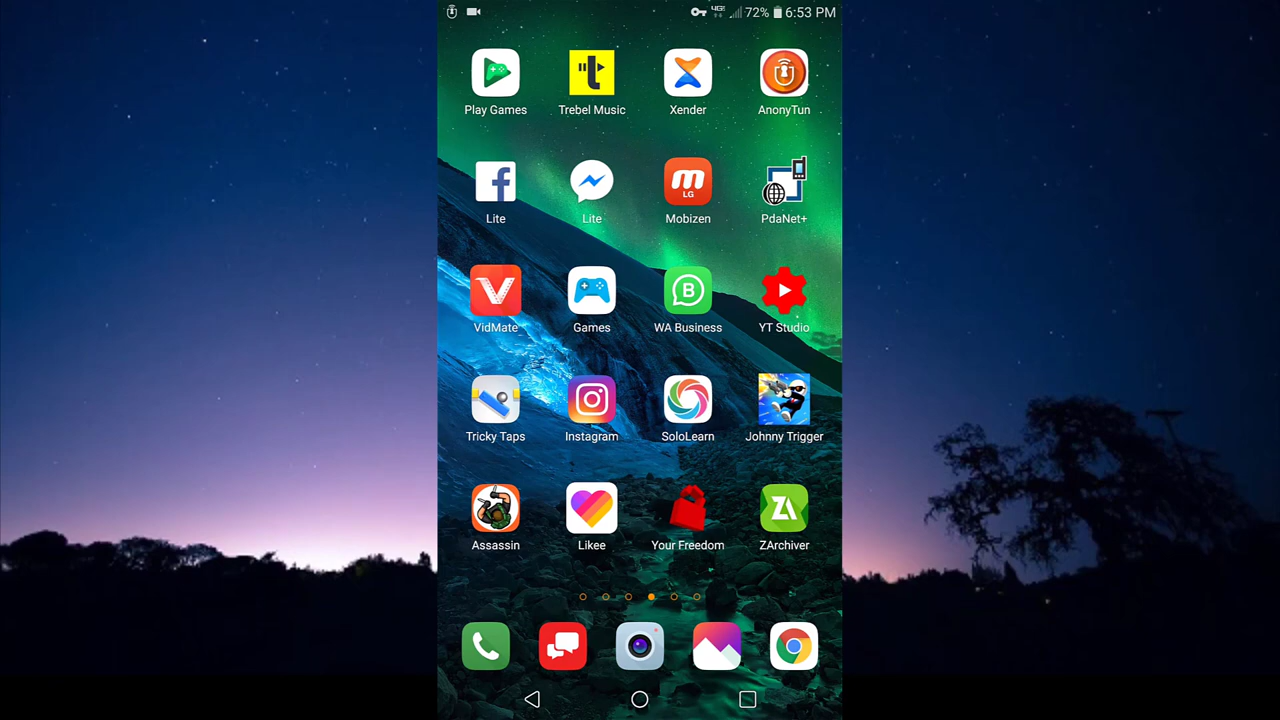 72% 6:53 PM
Play Games Trebel Music Xender AnonyTun
Lite Lite Mobizen PdaNet+
VidMate Games WA Business YT Studio
Tricky Taps Instagram SoloLearn Johnny Trigger
Assassin Likee Your Freedom ZArchiver